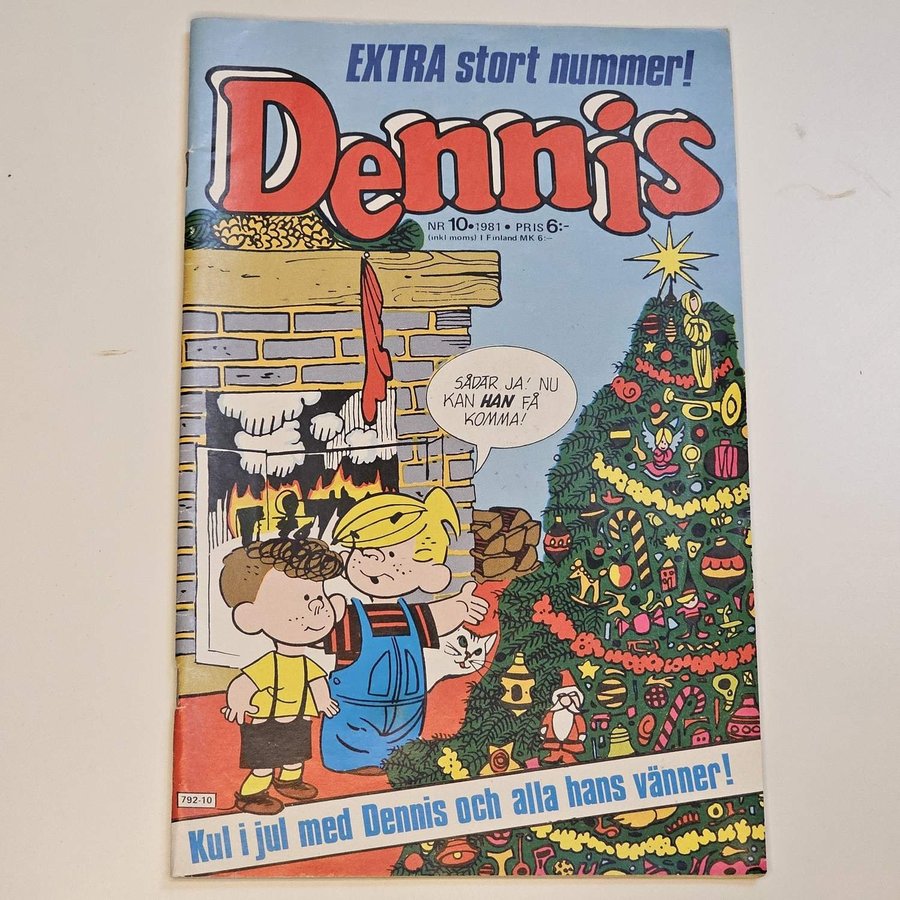 EXTRA stort nummer!
Dennis
NR 10•1981• PRIS 6:-
(inkl moms) I Finland MK 6:-
SÅDÄR JA! NU
KAN HAN FÅ
KOMMA!
792-10
Kul i jul med Dennis och alla hans vänner!